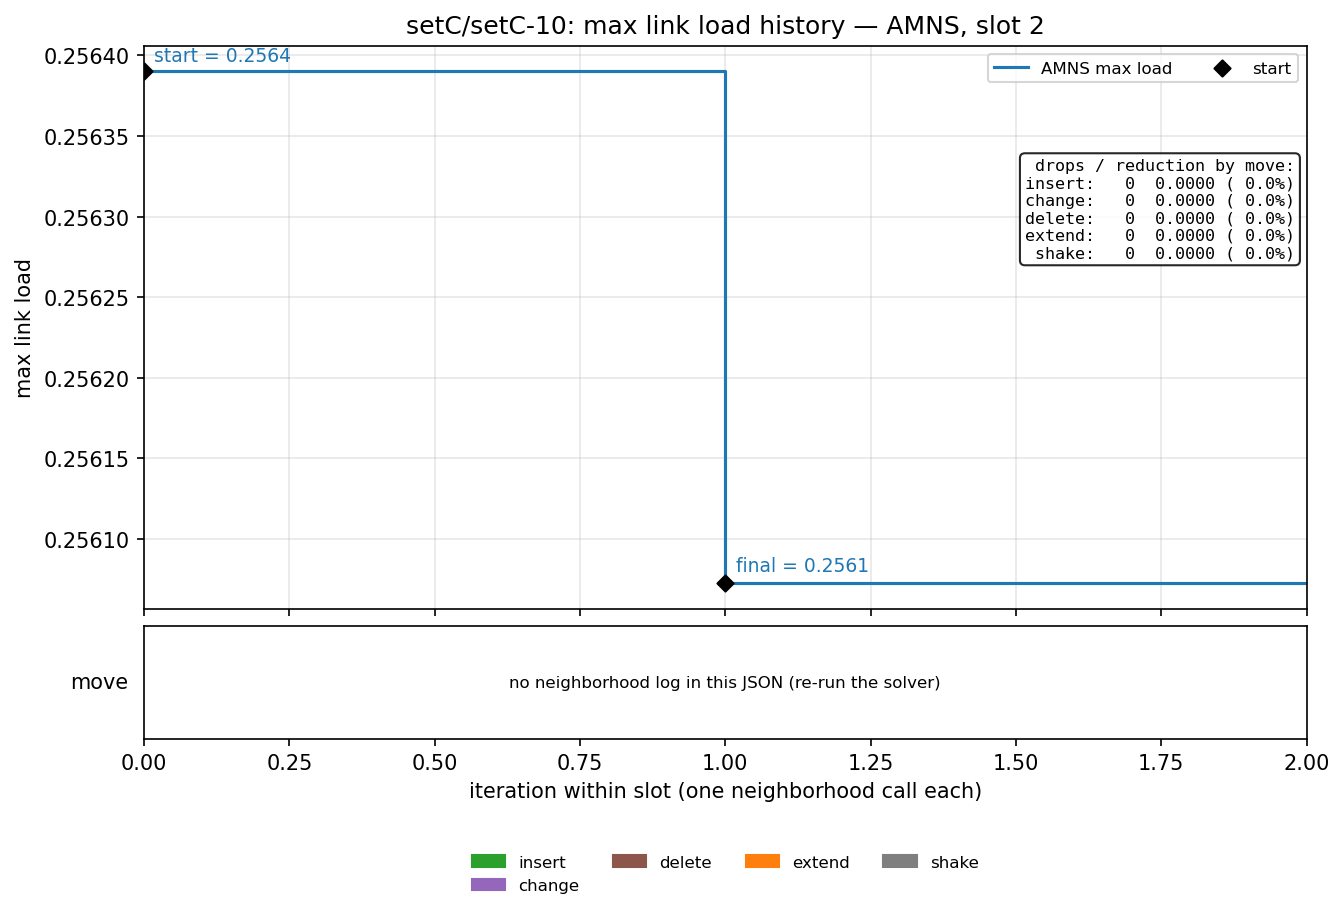 setC/setC-10: max link load history — AMNS, slot 2
start = 0.2564
AMNS max load
start
drops / reduction by move:
insert:   0  0.0000 ( 0.0%)
change:   0  0.0000 ( 0.0%)
delete:   0  0.0000 ( 0.0%)
extend:   0  0.0000 ( 0.0%)
shake:   0  0.0000 ( 0.0%)
max link load
0.25640
0.25635
0.25630
0.25625
0.25620
0.25615
0.25610
final = 0.2561
move
no neighborhood log in this JSON (re-run the solver)
0.00 0.25 0.50 0.75 1.00 1.25 1.50 1.75 2.00
iteration within slot (one neighborhood call each)
insert delete extend shake
change